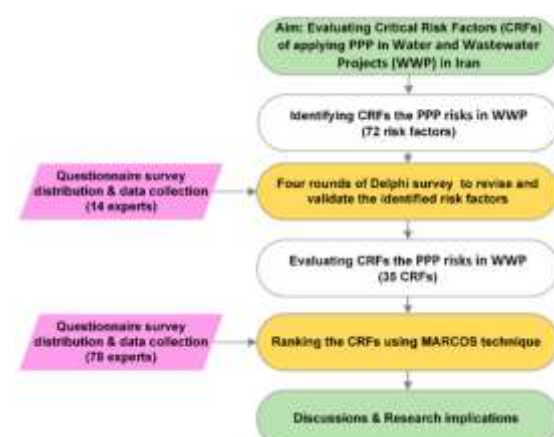 Aim: Evaluating Critical Risk Factors (CRFs)
of applying PPP in Water and Wastewater
Projects (WWP) in Iran
Identifying CRFs the PPP risks in WWP
(72 risk factors)
Questionnaire survey
distribution & data collection
(14 experts)
Four rounds of Delphi survey to revise and
validate the identified risk factors
Evaluating CRFs the PPP risks in WWP
(35 CRFs)
Questionnaire survey
distribution & data collection
(78 experts)
Ranking the CRFs using MARCOS technique
Discussions & Research implications